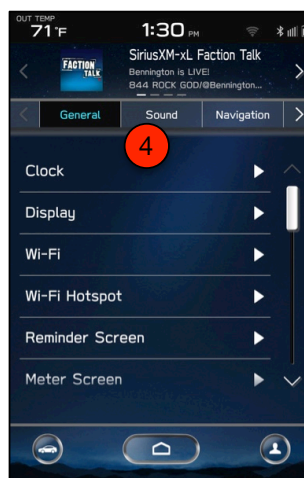 OUT TEMP
71°F
1:30 PM
FACTION TALK
SiriusXM-xL Faction Talk
Bennington is LIVE!
844 ROCK GOD/@Bennington...
General
Sound
Navigation
4
Clock
Display
Wi-Fi
Wi-Fi Hotspot
Reminder Screen
Meter Screen